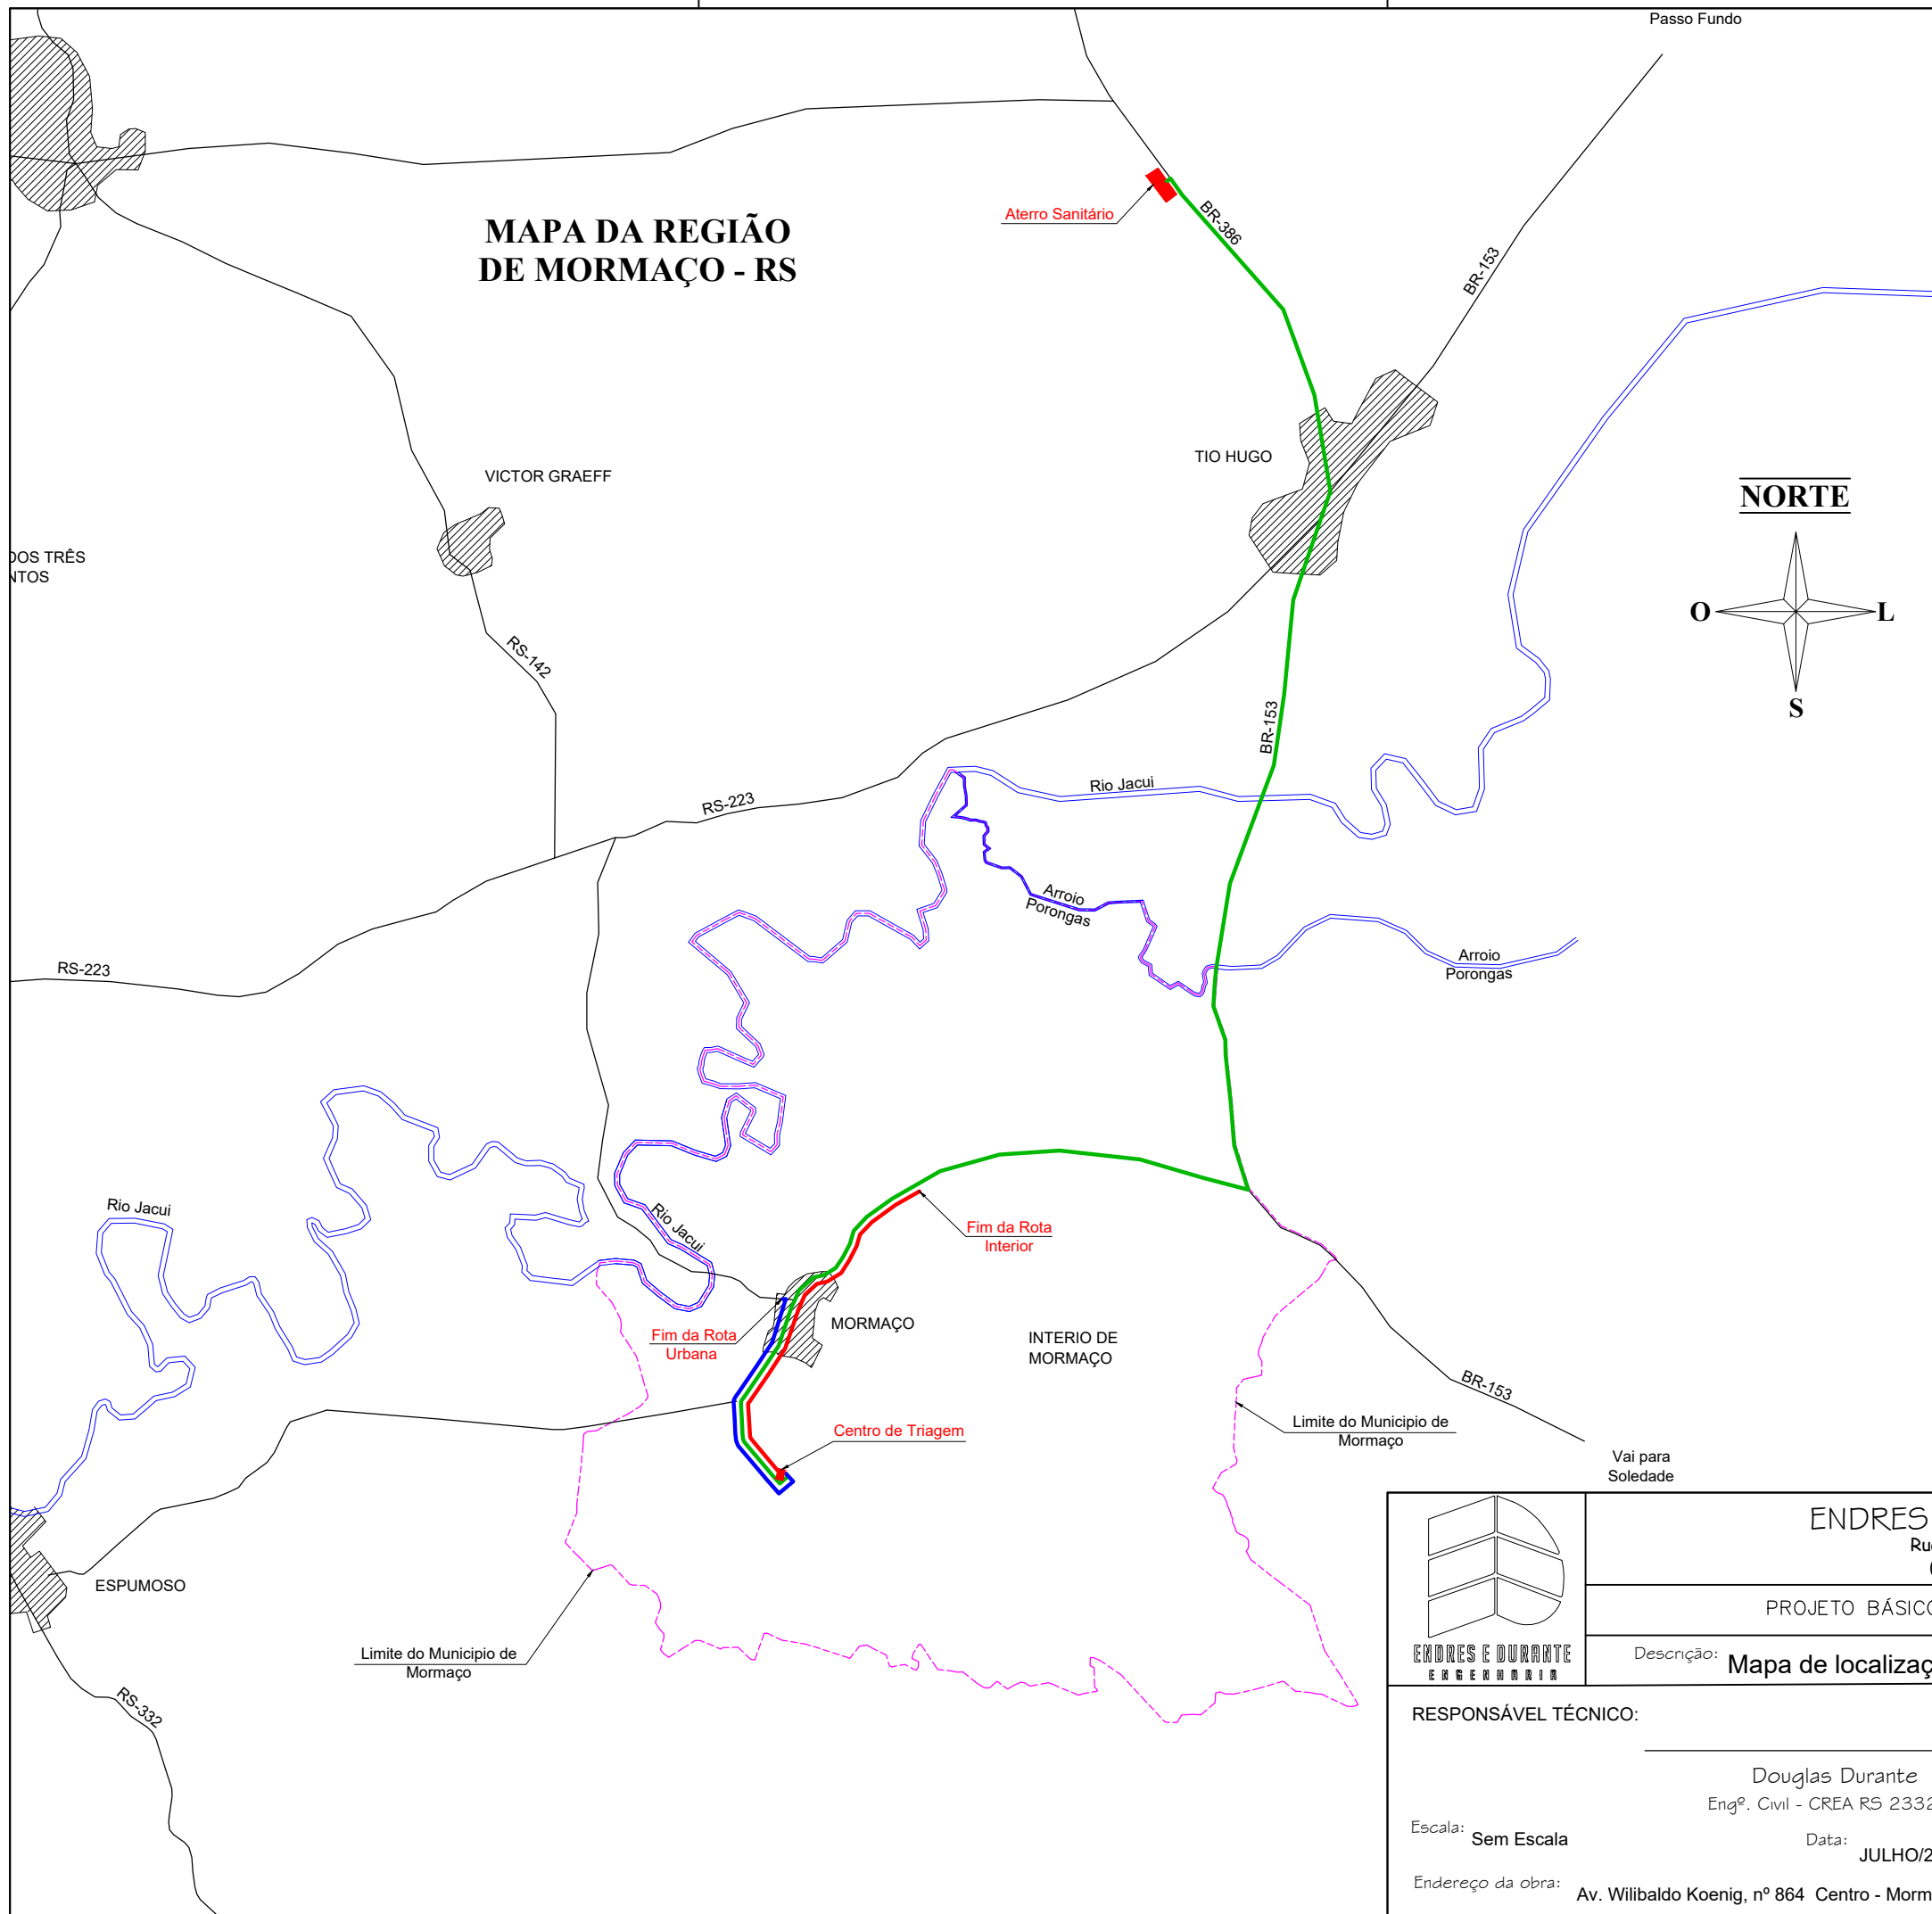 Passo Fundo
MAPA DA REGIÃO
DE MORMAÇO - RS
Aterro Sanitário
BR-386
BR-153
TIO HUGO
VICTOR GRAEFF
NORTE
DOS TRÊS
NTOS
O
L
S
RS-142
BR-153
Rio Jacui
RS-223
Arroio
Porongas
Arroio
Porongas
RS-223
Rio Jacui
Rio Jacui
Fim da Rota
Interior
MORMAÇO
Fim da Rota
Urbana
INTERIO DE
MORMAÇO
BR-153
Centro de Triagem
Limite do Municipio de
Mormaço
Vai para
Soledade
ESPUMOSO
Limite do Municipio de
Mormaço
RS-332
ENDRES
Ru
ENDRES E DURANTE
ENGENHARIA
PROJETO BÁSICO
Descrição: Mapa de localizaç
RESPONSÁVEL TÉCNICO:
Douglas Durante
Engº. Civil - CREA RS 2332
Escala: Sem Escala
Data: JULHO/2
Endereço da obra: Av. Wilibaldo Koenig, nº 864 Centro - Morm